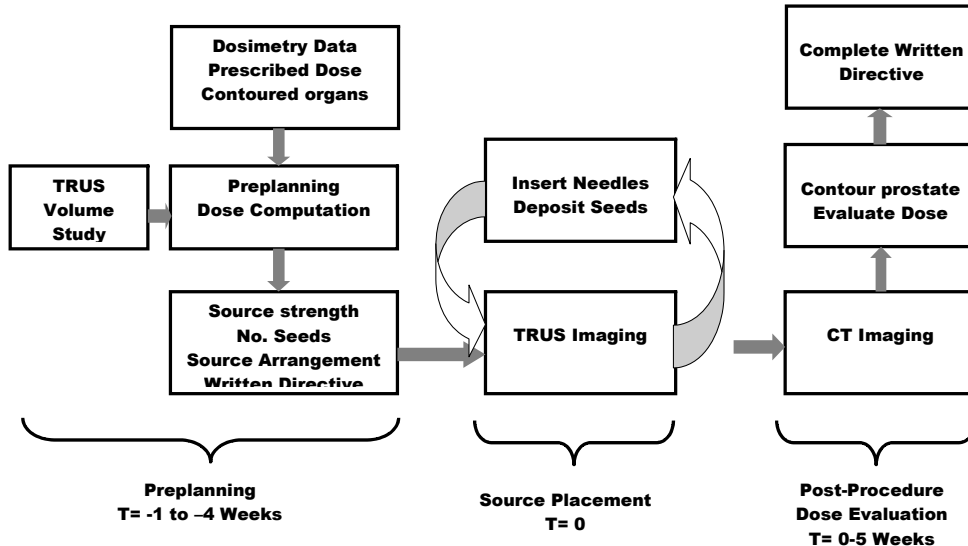 Dosimetry Data
Prescribed Dose
Contoured organs
TRUS
Volume
Study
Preplanning
Dose Computation
Source strength
No. Seeds
Source Arrangement
Written Directive
Insert Needles
Deposit Seeds
TRUS Imaging
Complete Written
Directive
Contour prostate
Evaluate Dose
CT Imaging
Preplanning
T= -1 to –4 Weeks
Source Placement
T= 0
Post-Procedure
Dose Evaluation
T= 0-5 Weeks